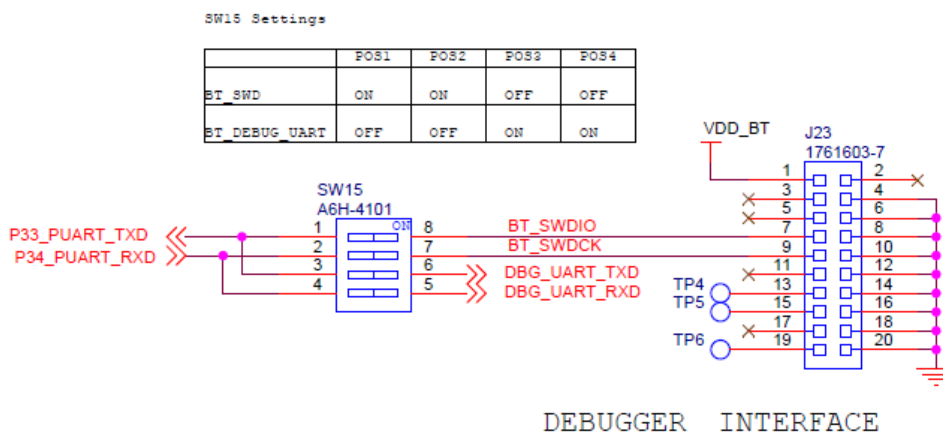 SW15 Settings
POS1 POS2 POS3 POS4
BT_SWD ON ON OFF OFF
BT_DEBUG_UART OFF OFF ON ON
VDD_BT
J23
1761603-7
SW15
A6H-4101
ON
P33_PUART_TXD 1 8 BT_SWDIO
P34_PUART_RXD 2 7 BT_SWDCK
3 6 DBG_UART_TXD
4 5 DBG_UART_RXD
1 2
3 4
5 6
7 8
9 10
11 12
TP4 13 14
TP5 15 16
17 18
TP6 19 20
DEBUGGER INTERFACE